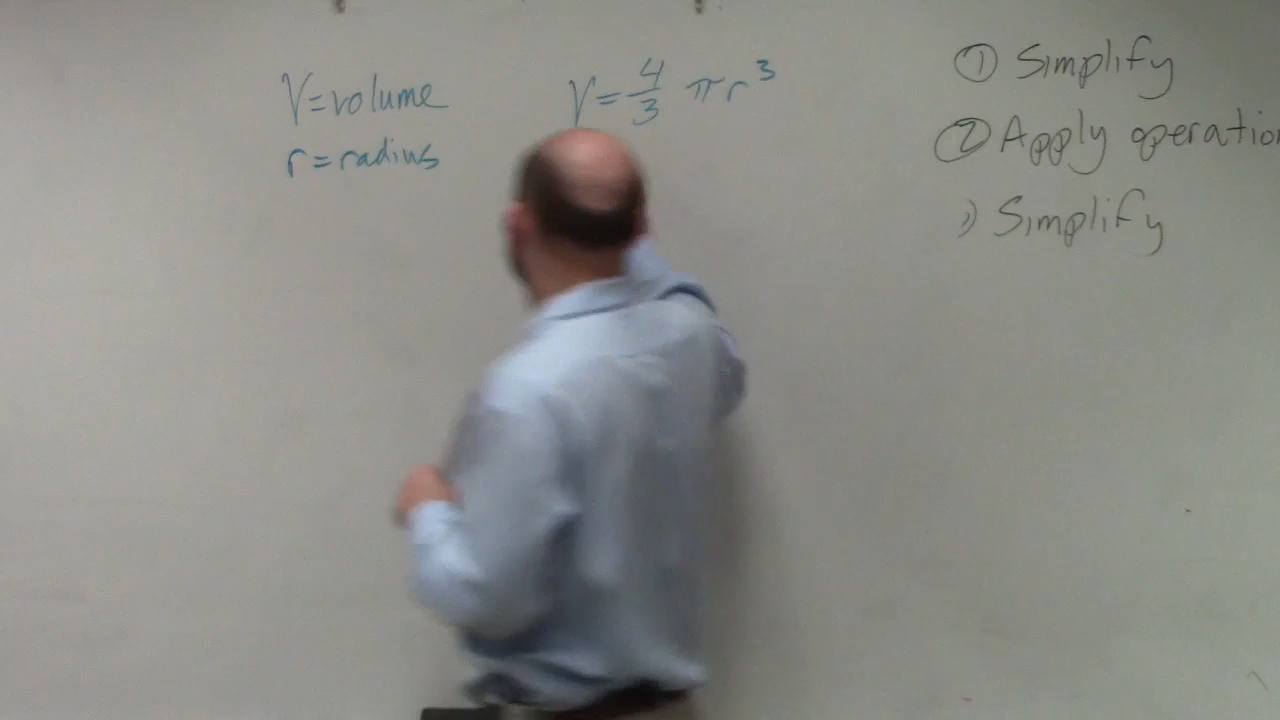 V=volume
r=radius
V=4/3 πr³
① Simplify
② Apply operation
) Simplify